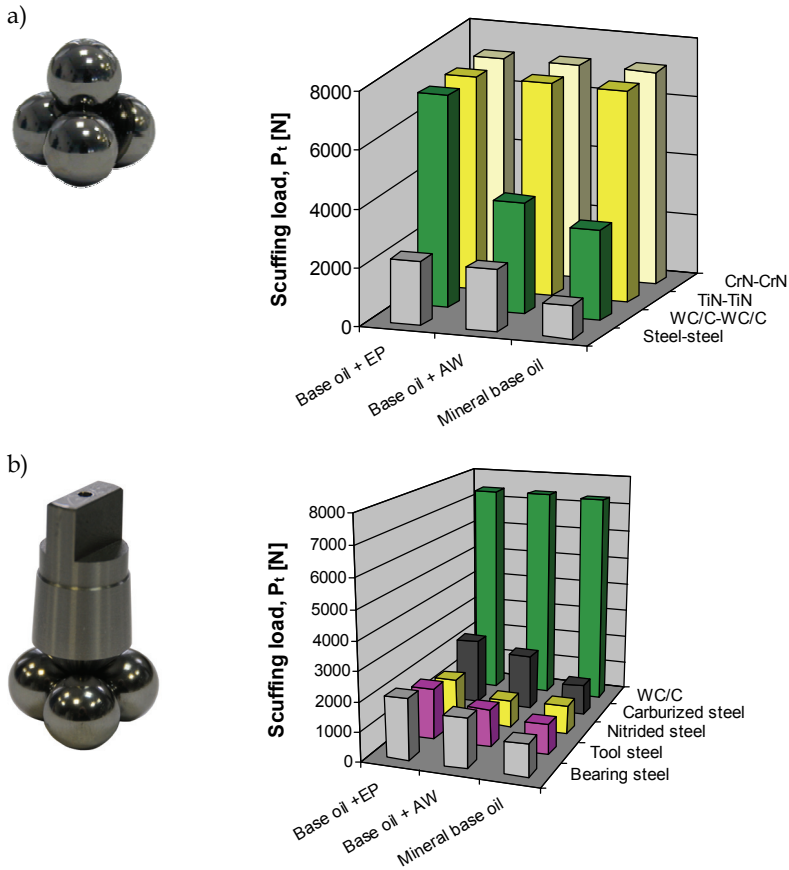 a)
8000
6000
4000
2000
0
Scuffing load, Pt [N]
CrN-CrN
TiN-TiN
WC/C-WC/C
Steel-steel
Base oil + EP
Base oil + AW
Mineral base oil
b)
8000
7000
6000
5000
4000
3000
2000
1000
0
Scuffing load, Pt [N]
WC/C
Carburized steel
Nitrided steel
Tool steel
Bearing steel
Base oil +EP
Base oil + AW
Mineral base oil